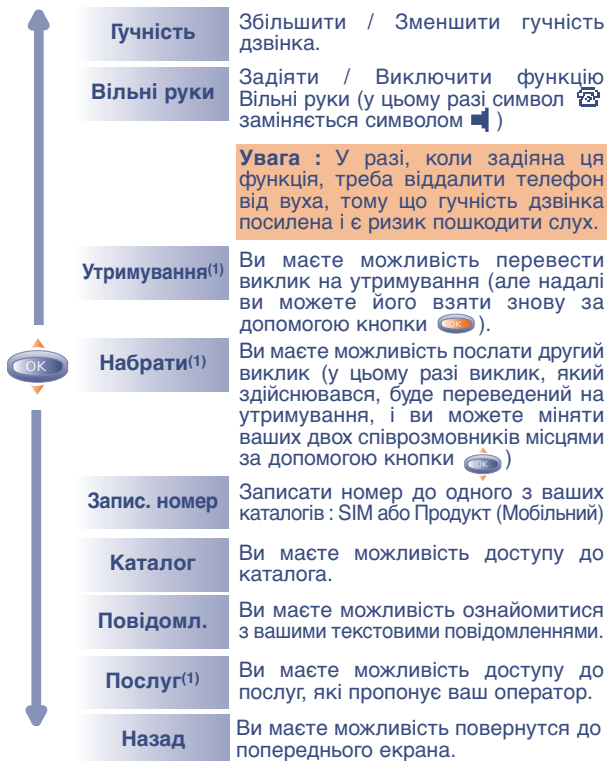 Гучність
Збільшити / Зменшити гучність
дзвінка.
Вільні руки
Задіяти / Виключити функцію
Вільні руки (у цьому разі символ
заміняється символом )
Увага : У разі, коли задіяна ця
функція, треба віддалити телефон
від вуха, тому що гучність дзвінка
посилена і є ризик пошкодити слух.
Утримування(1)
Ви маєте можливість перевести
виклик на утримування (але надалі
ви можете його взяти знову за
допомогою кнопки OK ).
OK
Набрати(1)
Ви маєте можливість послати другий
виклик (у цьому разі виклик, який
здійснювався, буде переведений на
утримування, і ви можете міняти
ваших двох співрозмовників місцями
за допомогою кнопки OK )
Запис. номер
Записати номер до одного з ваших
каталогів : SIM або Продукт (Мобільний)
Каталог
Ви маєте можливість доступу до
каталога.
Повідомл.
Ви маєте можливість ознайомитися
з вашими текстовими повідомленнями.
Послуг(1)
Ви маєте можливість доступу до
послуг, які пропонує ваш оператор.
Назад
Ви маєте можливість повернутся до
попереднього екрана.